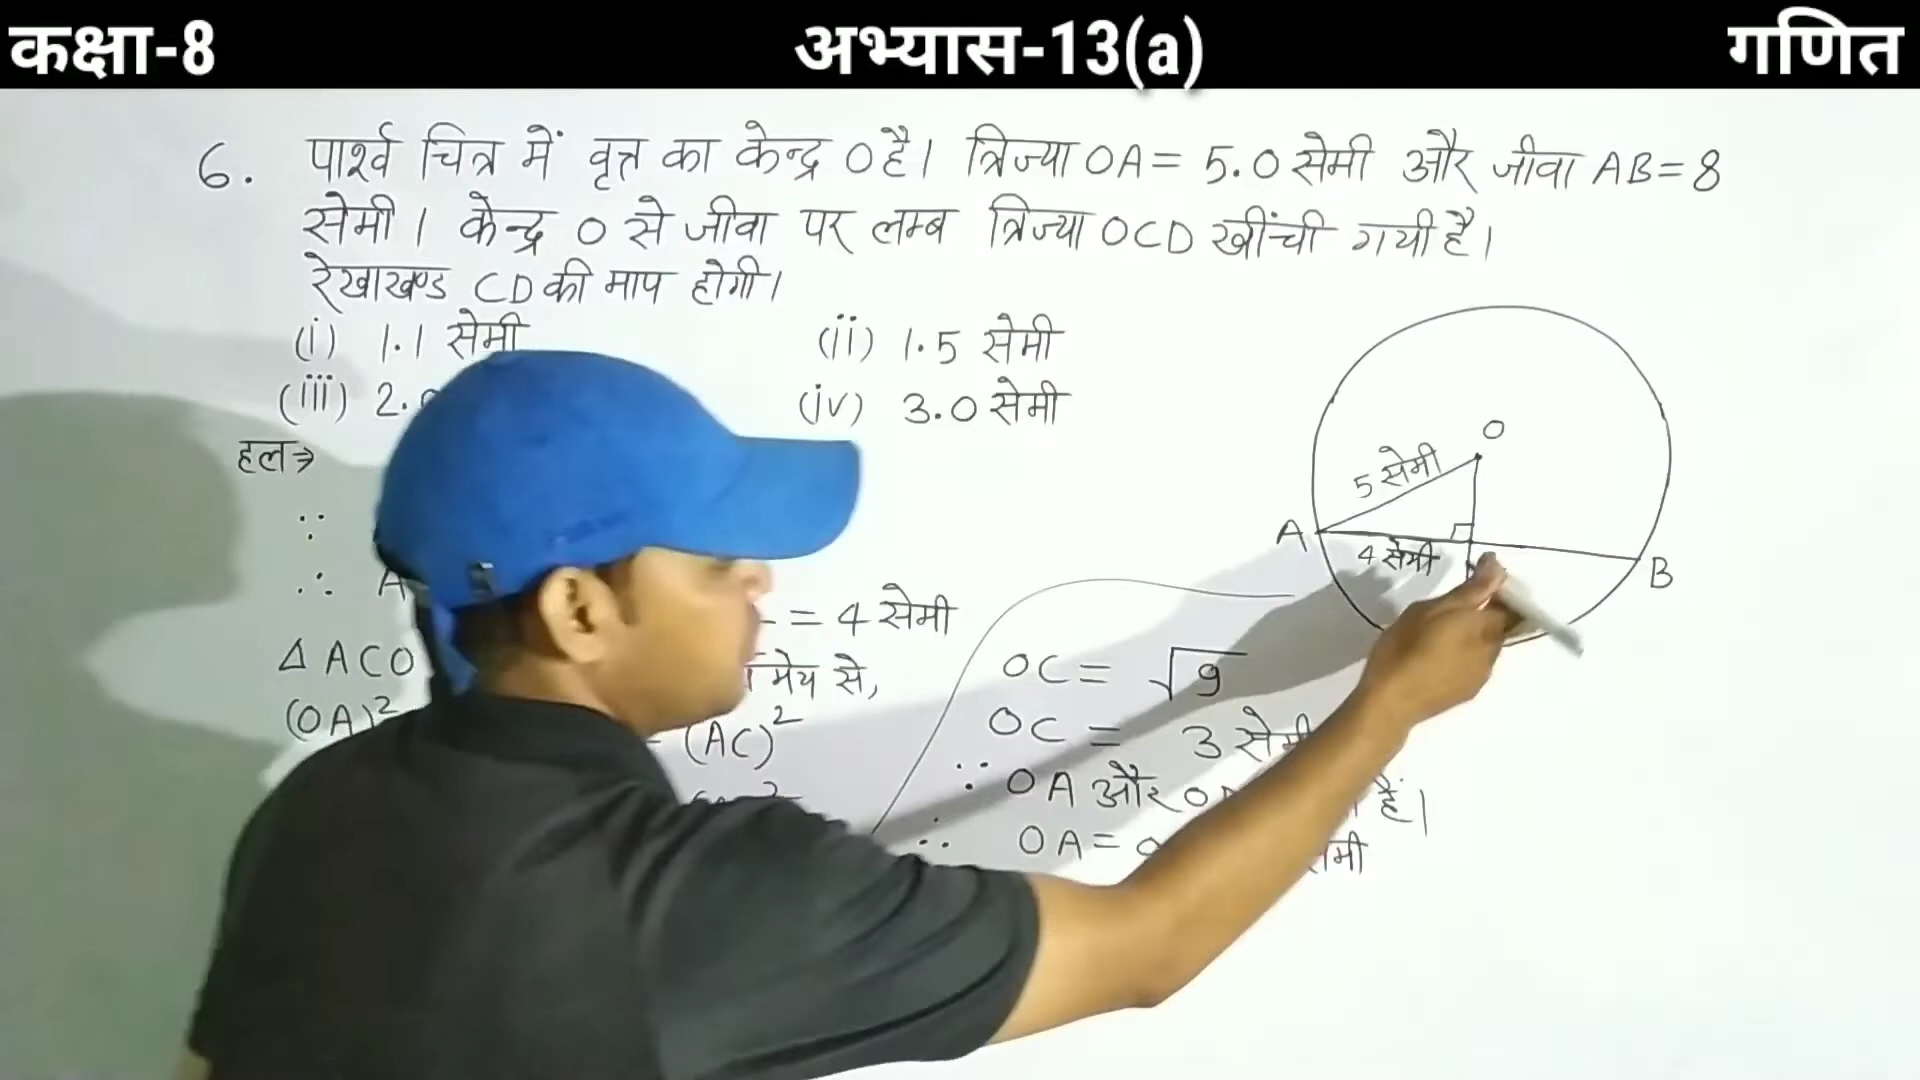 कक्षा-8 अभ्यास-13(a) गणित
6. पार्श्व चित्र में वृत्त का केन्द्र O है। त्रिज्या OA = 5.0 सेमी और जीवा AB = 8
सेमी। केन्द्र O से जीवा पर लम्ब त्रिज्या OCD खींची गयी है।
रेखाखण्ड CD की माप होगी।
(i) 1.1 सेमी (ii) 1.5 सेमी
(iii) 2. (iv) 3.0 सेमी
हल⇒
∵
∴ A
= 4 सेमी
Δ ACO
मेय से,
(OA)²
(AC)²
OC = √9
OC = 3 सेमी
∵ OA और O हैं।
∴ OA =
O
5 सेमी
A
4 सेमी
B